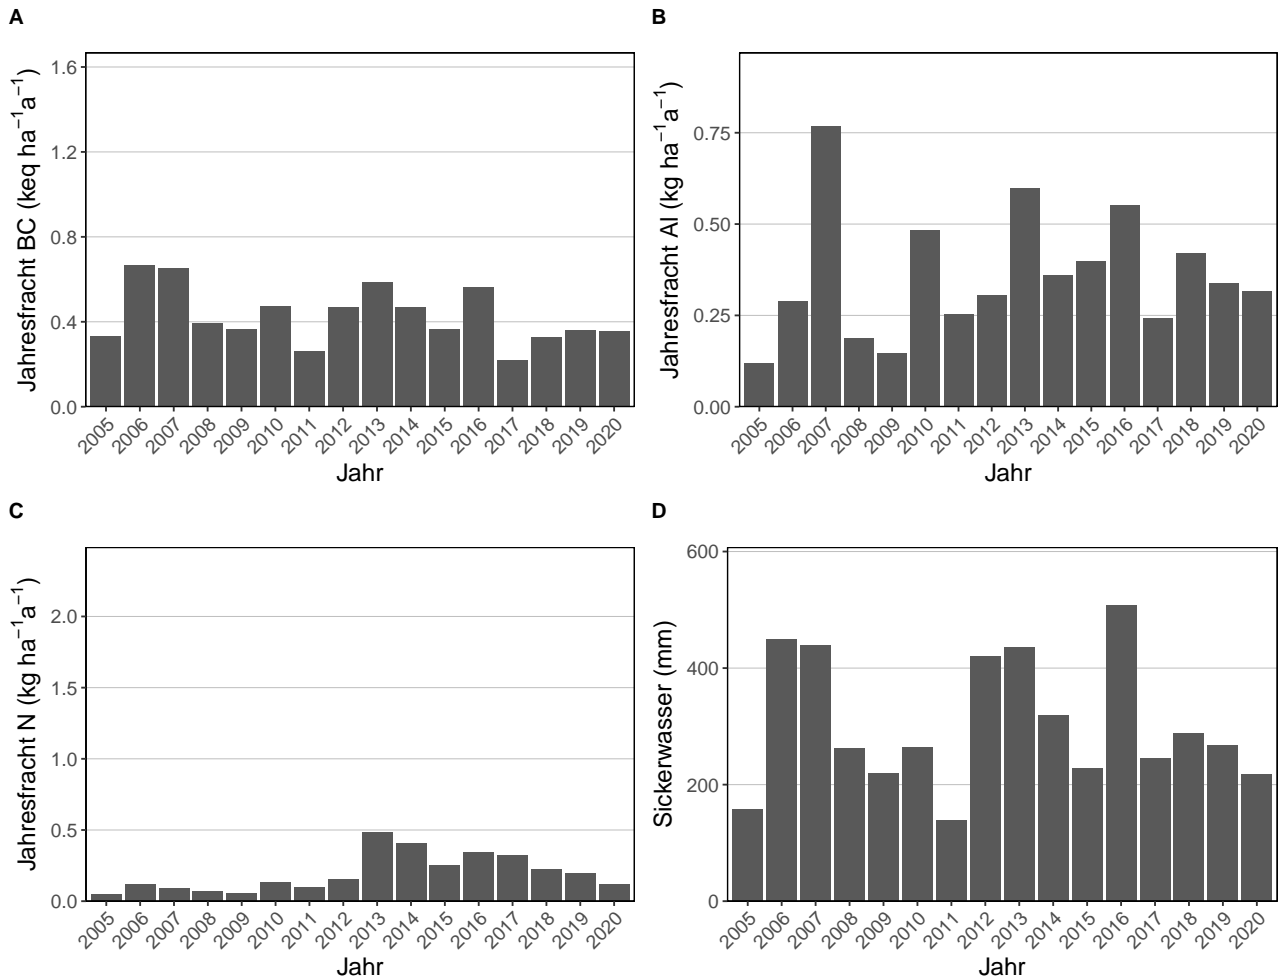 A
Jahresfracht BC (keq ha⁻¹a⁻¹)
1.6
1.2
0.8
0.4
0.0
2005 2006 2007 2008 2009 2010 2011 2012 2013 2014 2015 2016 2017 2018 2019 2020
Jahr
B
Jahresfracht Al (kg ha⁻¹a⁻¹)
0.75
0.50
0.25
0.00
2005 2006 2007 2008 2009 2010 2011 2012 2013 2014 2015 2016 2017 2018 2019 2020
Jahr
C
Jahresfracht N (kg ha⁻¹a⁻¹)
2.0
1.5
1.0
0.5
0.0
2005 2006 2007 2008 2009 2010 2011 2012 2013 2014 2015 2016 2017 2018 2019 2020
Jahr
D
Sickerwasser (mm)
600
400
200
0
2005 2006 2007 2008 2009 2010 2011 2012 2013 2014 2015 2016 2017 2018 2019 2020
Jahr